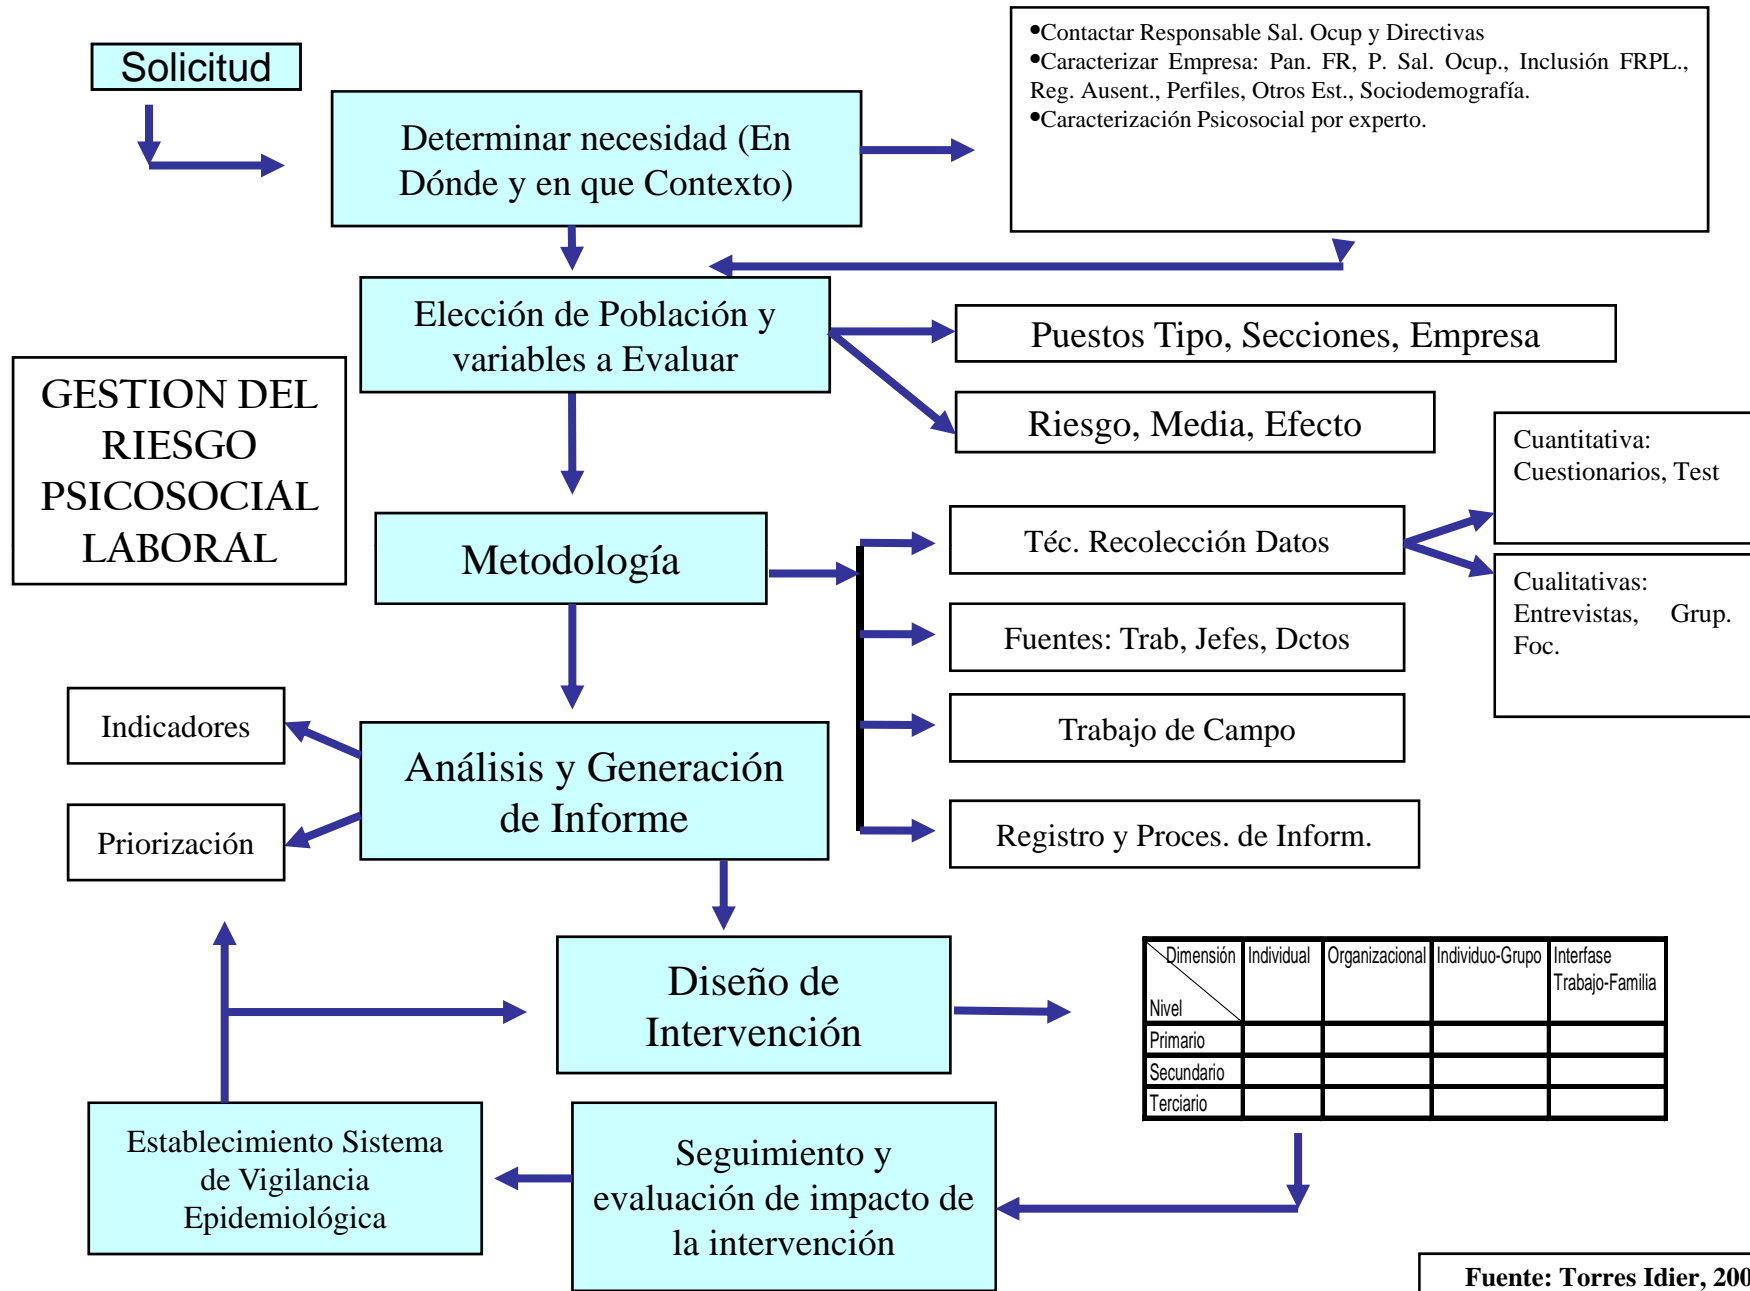 Solicitud
•Contactar Responsable Sal. Ocup y Directivas
•Caracterizar Empresa: Pan. FR, P. Sal. Ocup., Inclusión FRPL.,
Reg. Ausent., Perfiles, Otros Est., Sociodemografía.
•Caracterización Psicosocial por experto.
Determinar necesidad (En
Dónde y en que Contexto)
Elección de Población y
variables a Evaluar
Puestos Tipo, Secciones, Empresa
Riesgo, Media, Efecto
GESTION DEL
RIESGO
PSICOSOCIAL
LABORAL
Metodología
Téc. Recolección Datos
Cuantitativa:
Cuestionarios, Test
Cualitativas:
Entrevistas, Grup.
Foc.
Fuentes: Trab, Jefes, Dctos
Trabajo de Campo
Registro y Proces. de Inform.
Indicadores
Priorización
Análisis y Generación
de Informe
Diseño de
Intervención
Dimensión Individual Organizacional Individuo-Grupo Interfase
Trabajo-Familia
Nivel
Primario
Secundario
Terciario
Establecimiento Sistema
de Vigilancia
Epidemiológica
Seguimiento y
evaluación de impacto de
la intervención
Fuente: Torres Idier, 200